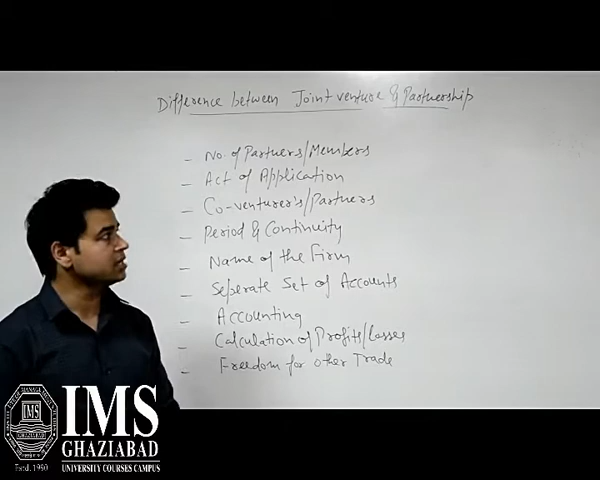 Difference between Joint venture & Partnership
- No. of Partners/Members
- Act of Application
- Co-venturer's/Partners
- Period & Continuity
- Name of the Firm
- Seperate Set of Accounts
- Accounting
- Calculation of Profits/Losses
- Freedom for other Trade
IMS
GHAZIABAD
UNIVERSITY COURSES CAMPUS
IMS
Estd. 1990